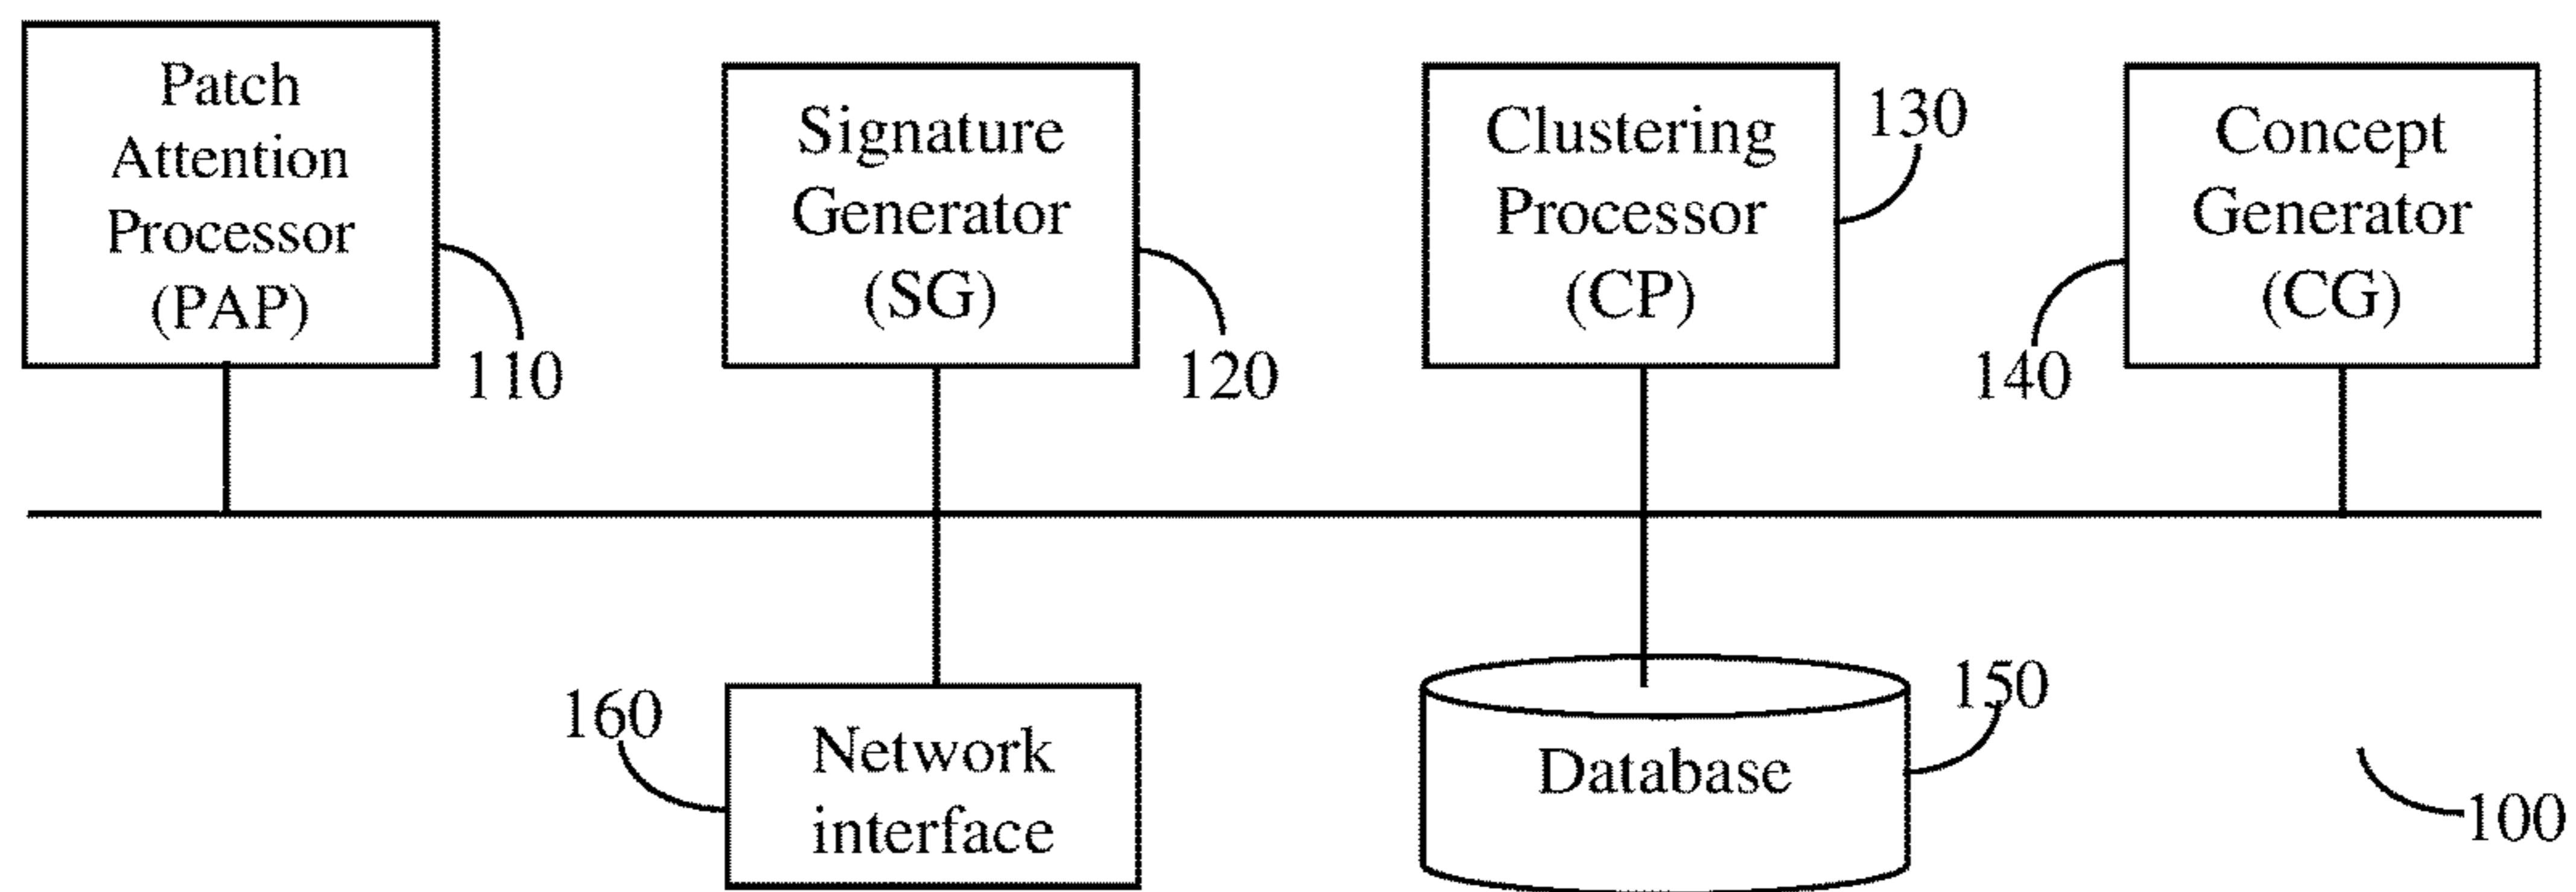 Patch
Attention
Processor
(PAP)
110
Signature
Generator
(SG)
120
Clustering
Processor
(CP)
130
Concept
Generator
(CG)
140
160
Network
interface
Database
150
100